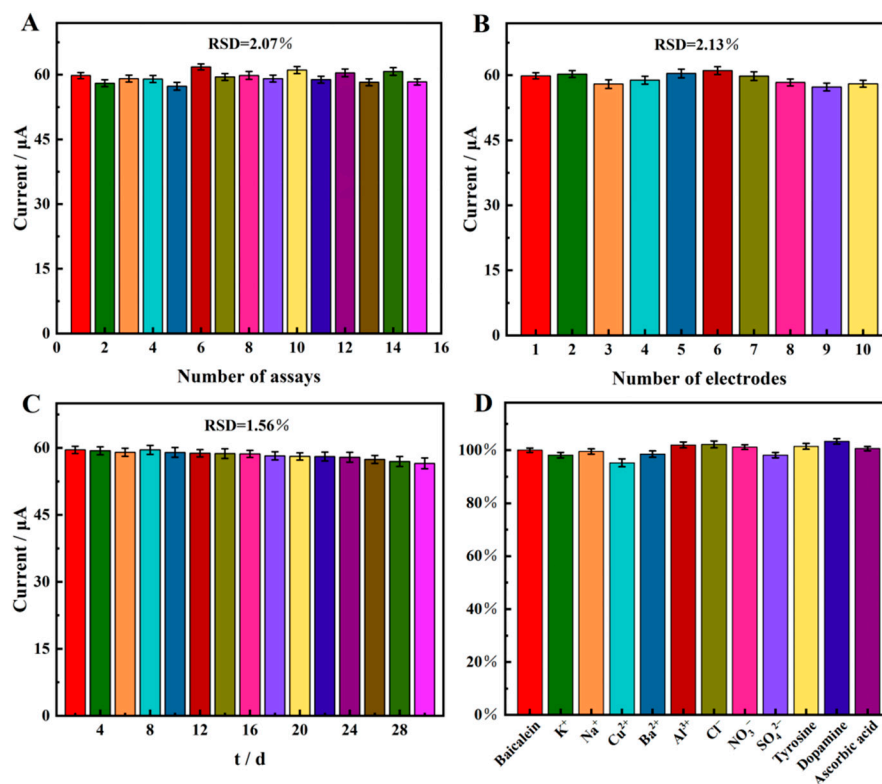 A
RSD=2.07%
60
45
30
15
0
Current / μA
0 2 4 6 8 10 12 14 16
Number of assays
B
RSD=2.13%
60
45
30
15
0
Current / μA
1 2 3 4 5 6 7 8 9 10
Number of electrodes
C
RSD=1.56%
60
45
30
15
0
Current / μA
4 8 12 16 20 24 28
t / d
D
100%
80%
60%
40%
20%
0%
Baicalein
K⁺
Na⁺
Cu²⁺
Ba²⁺
Al³⁺
Cl⁻
NO₃⁻
SO₄²⁻
Tyrosine
Dopamine
Ascorbic acid